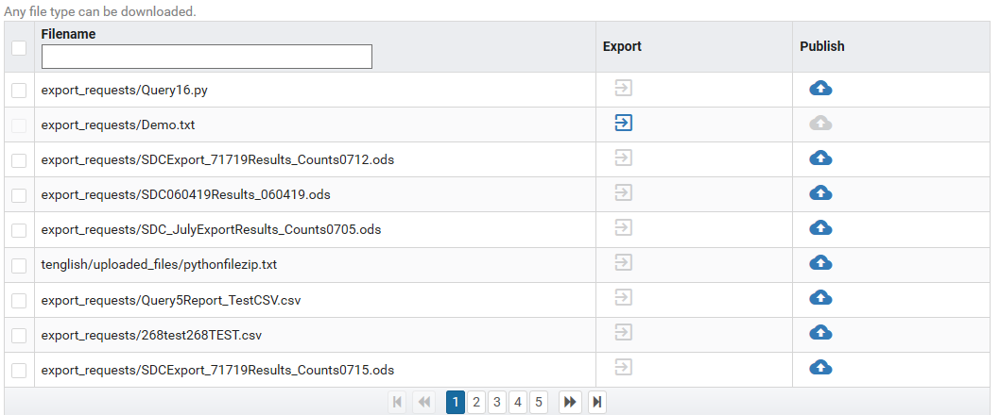 Any file type can be downloaded.
Filename
Export
Publish
export_requests/Query16.py
export_requests/Demo.txt
export_requests/SDCExport_71719Results_Counts0712.ods
export_requests/SDC060419Results_060419.ods
export_requests/SDC_JulyExportResults_Counts0705.ods
tenglish/uploaded_files/pythonfilezip.txt
export_requests/Query5Report_TestCSV.csv
export_requests/268test268TEST.csv
export_requests/SDCExport_71719Results_Counts0715.ods
1 2 3 4 5